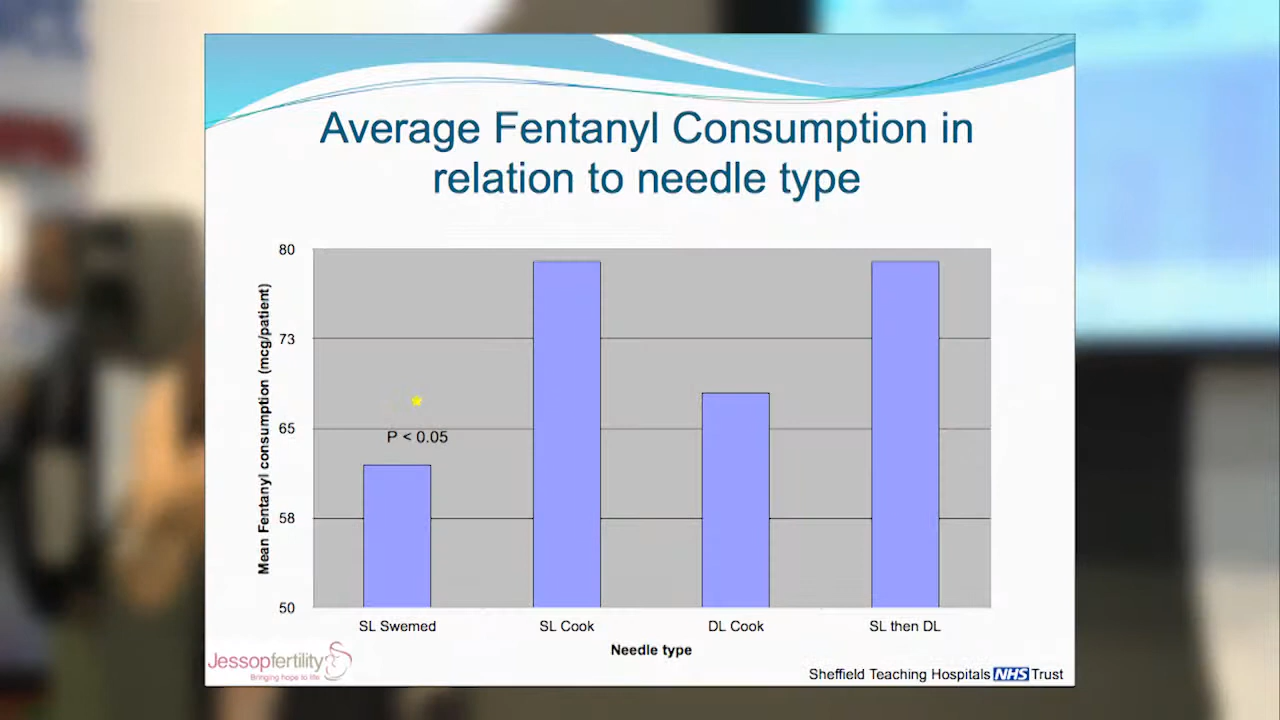 Average Fentanyl Consumption in
relation to needle type
80
73
65
58
50
Mean Fentanyl consumption (mcg/patient)
P < 0.05
SL Swemed
SL Cook
DL Cook
SL then DL
Needle type
Jessopfertility
Bringing hope to life
Sheffield Teaching Hospitals NHS Trust